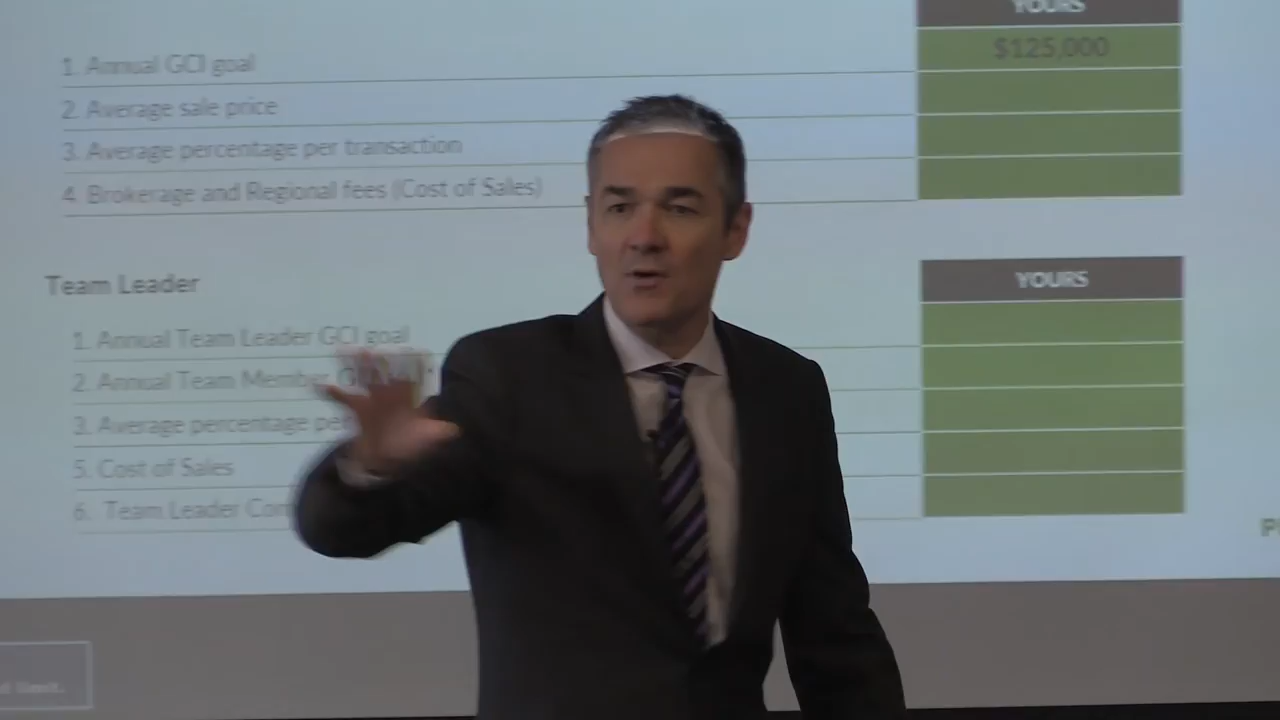 YOURS
1. Annual GCI goal $125,000
2. Average sale price
3. Average percentage per transaction
4. Brokerage and Regional fees (Cost of Sales)
Team Leader YOURS
1. Annual Team Leader GCI goal
2. Annual Team Member
3. Average percentage
5. Cost of Sales
6. Team Leader